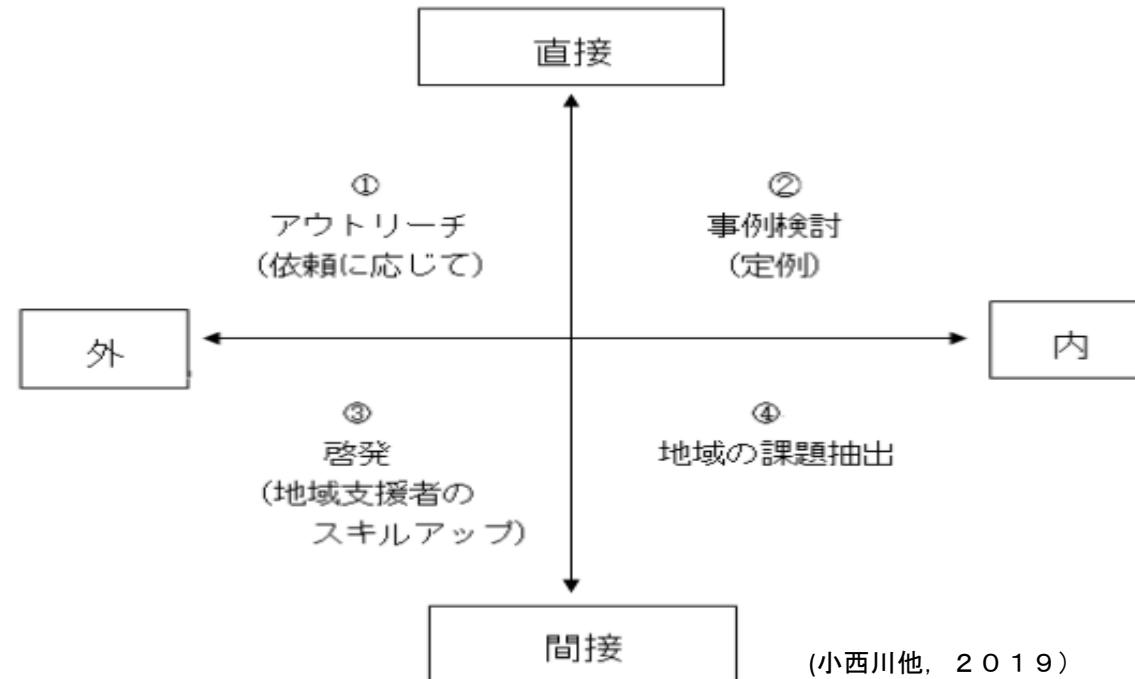 直接
①
アウトリーチ
(依頼に応じて)
②
事例検討
(定例)
外
内
③
啓発
(地域支援者の
スキルアップ)
④
地域の課題抽出
間接
(小西川他, ２０１９)